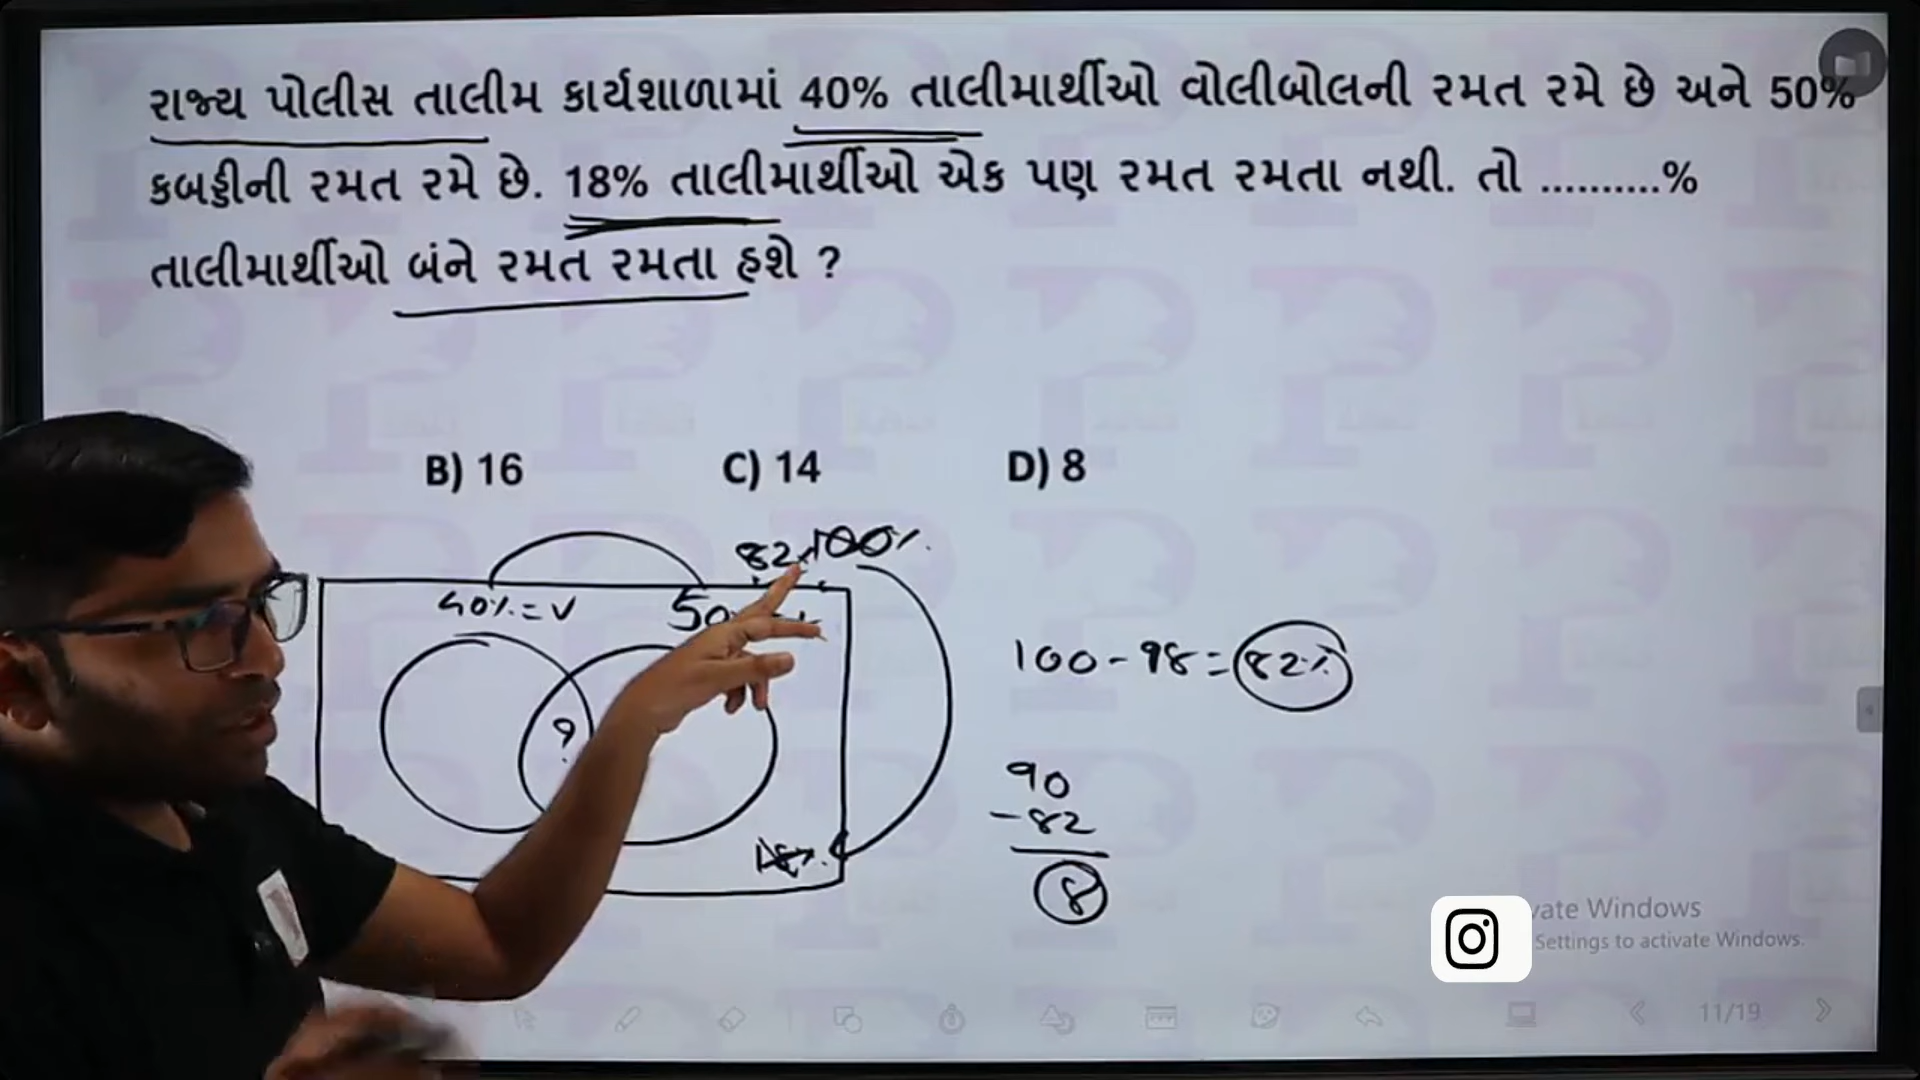 રાજ્ય પોલીસ તાલીમ કાર્યશાળામાં 40% તાલીમાર્થીઓ વોલીબોલની રમત રમે છે અને 50%
કબડ્ડીની રમત રમે છે. 18% તાલીમાર્થીઓ એક પણ રમત રમતા નથી. તો ..........%
તાલીમાર્થીઓ બંને રમત રમતા હશે ?
B) 16 C) 14 D) 8
82% 100%
40% = V 50
?
18%
100 - 98 = 82%
90
- 82
8
vate Windows
Settings to activate Windows.
11/19